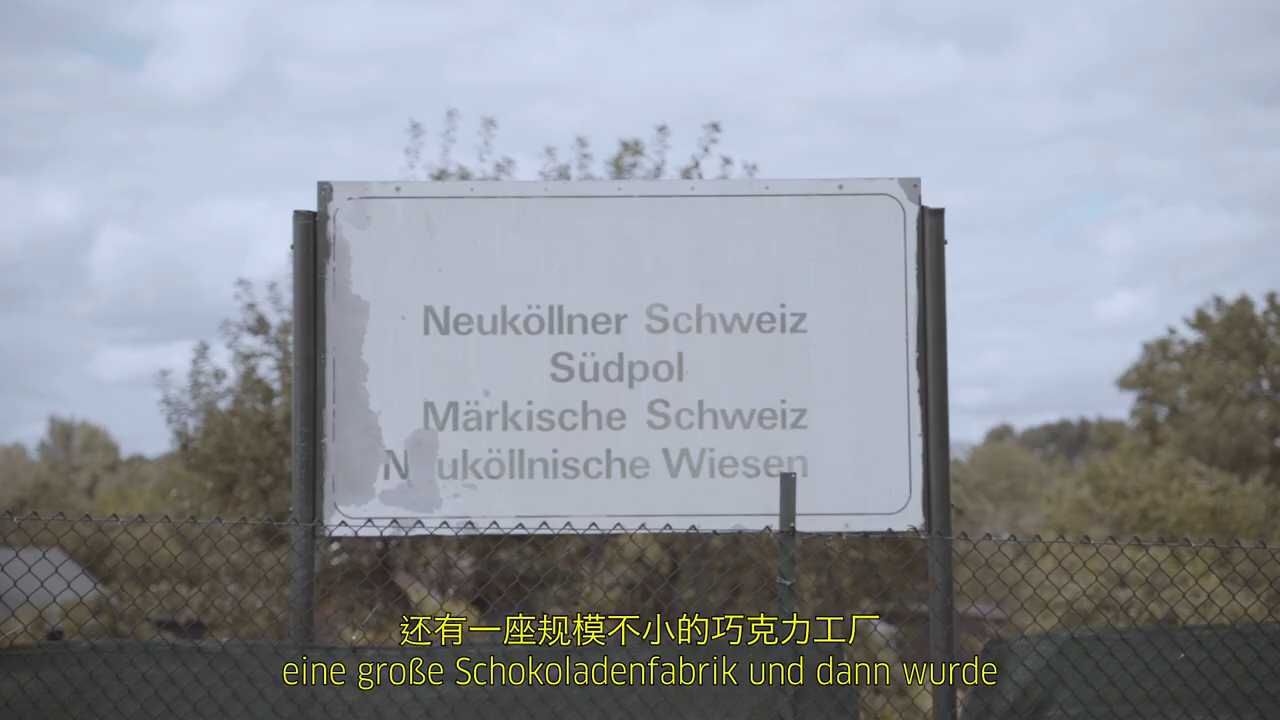 Neuköllner Schweiz
Südpol
Märkische Schweiz
N ukölnische Wiesen
还有一座规模不小的巧克力工厂
eine große Schokoladenfabrik und dann wurde